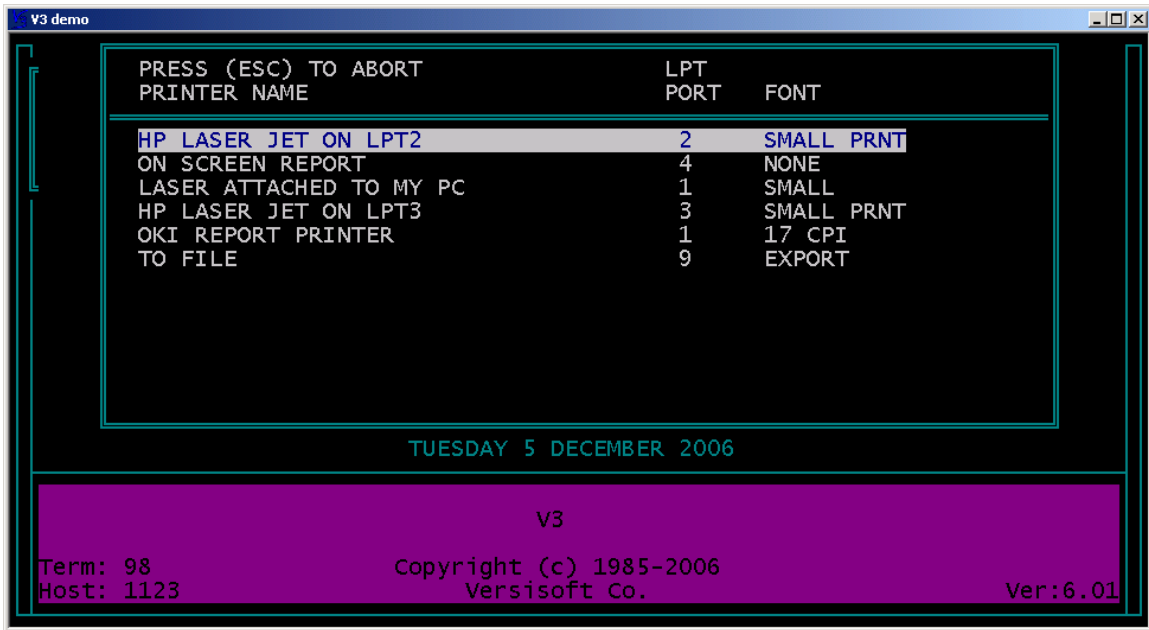 V3 demo
PRESS (ESC) TO ABORT LPT
PRINTER NAME PORT FONT
HP LASER JET ON LPT2 2 SMALL PRNT
ON SCREEN REPORT 4 NONE
LASER ATTACHED TO MY PC 1 SMALL
HP LASER JET ON LPT3 3 SMALL PRNT
OKI REPORT PRINTER 1 17 CPI
TO FILE 9 EXPORT
TUESDAY 5 DECEMBER 2006
V3
Term: 98 Copyright (c) 1985-2006
Host: 1123 Versisoft Co. Ver:6.01